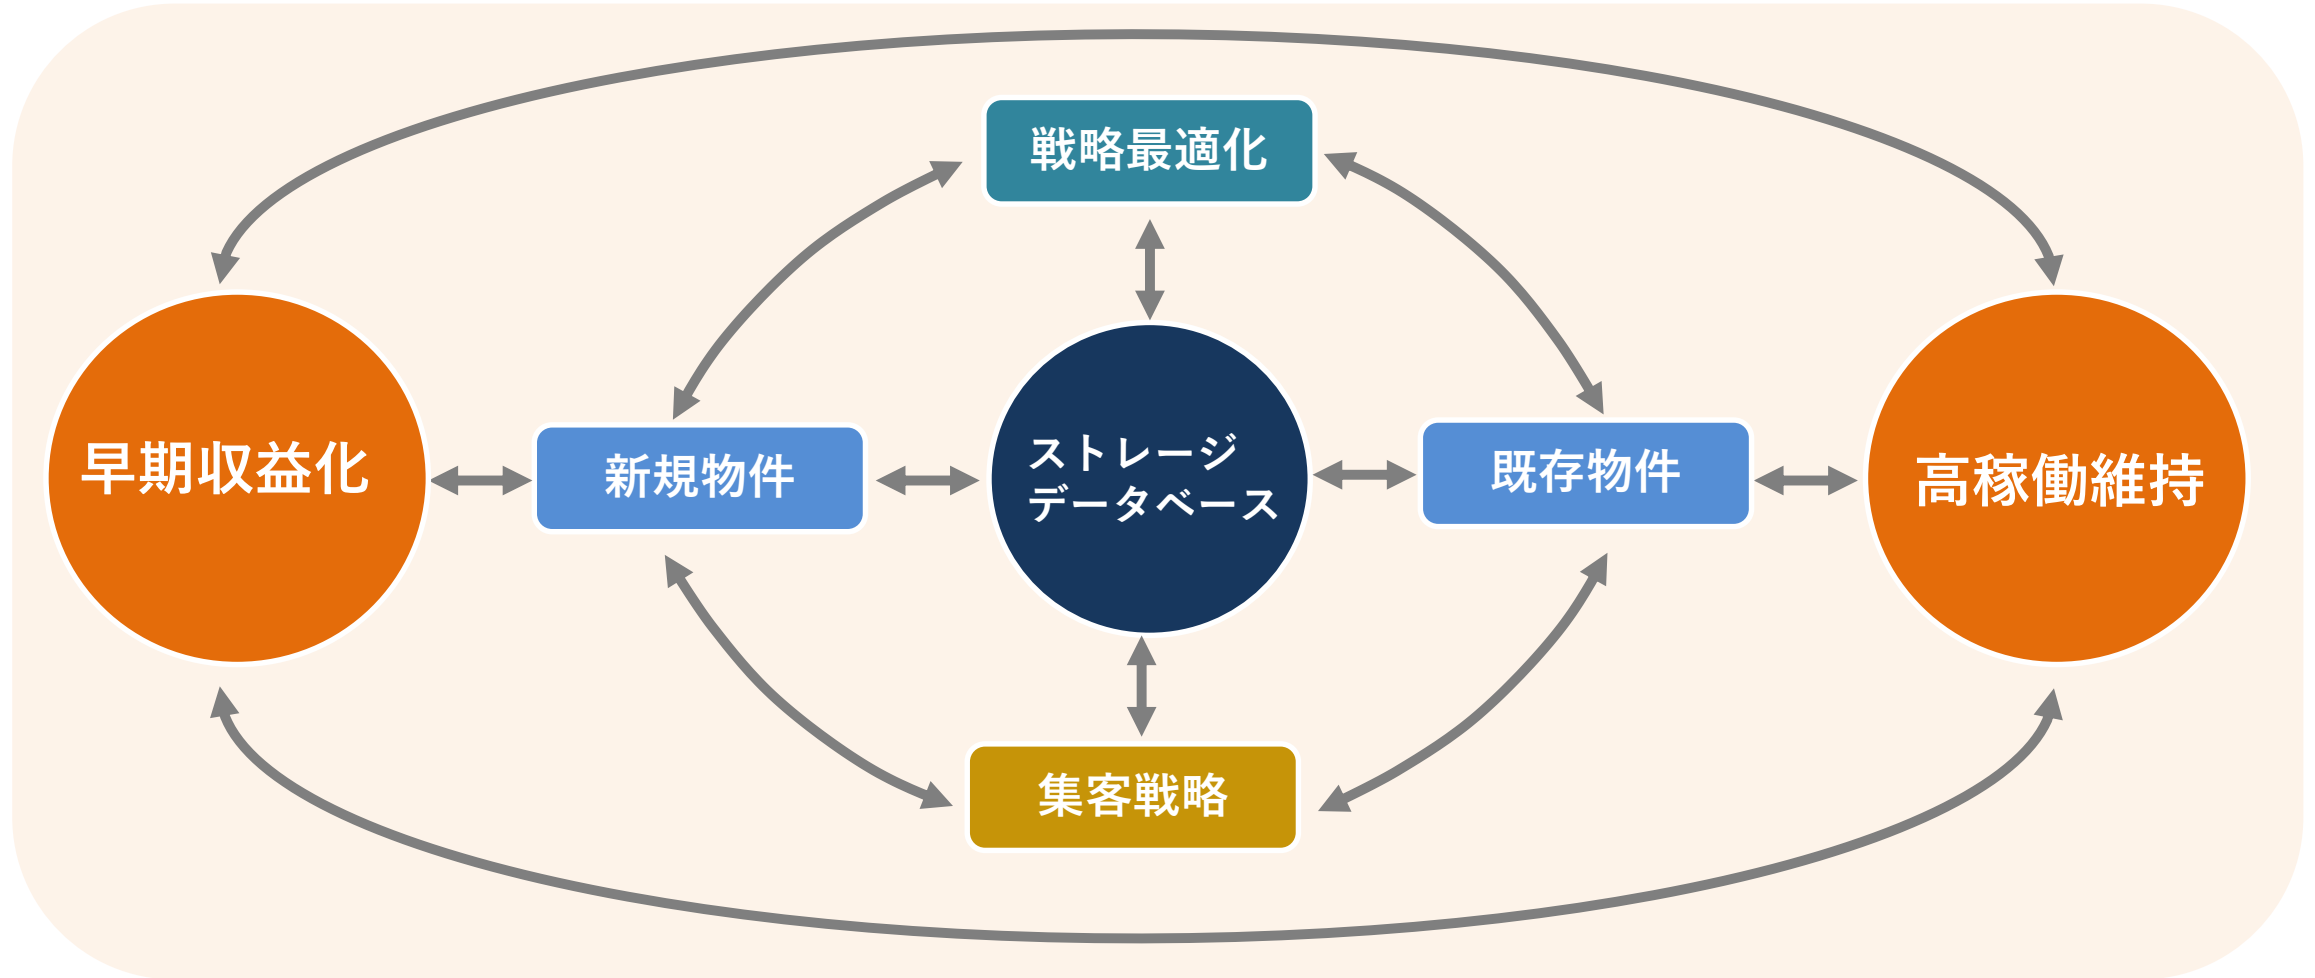 戦略最適化
早期収益化
新規物件
ストレージ
データベース
既存物件
高稼働維持
集客戦略